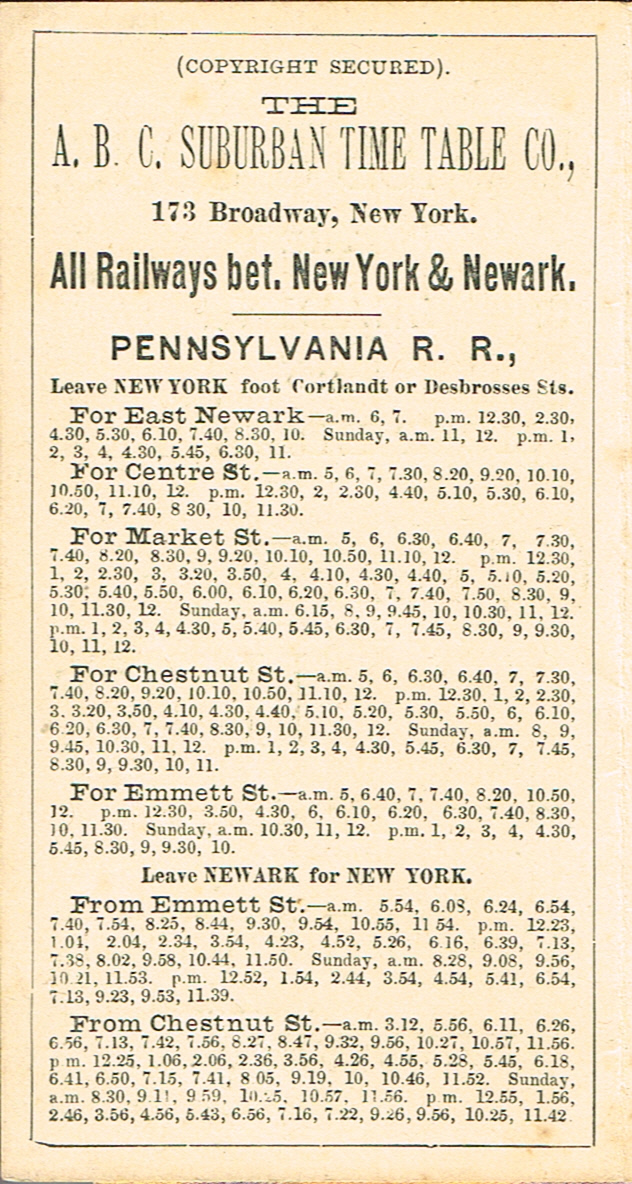 (COPYRIGHT SECURED).
THE
A. B. C. SUBURBAN TIME TABLE CO.,
173 Broadway, New York.
All Railways bet. New York & Newark.
PENNSYLVANIA R. R.,
Leave NEW YORK foot Cortlandt or Desbrosses Sts.
For East Newark—a.m. 6, 7. p.m. 12.30, 2.30,
4.30, 5.30, 6.10, 7.40, 8.30, 10. Sunday, a.m. 11, 12. p.m. 1,
2, 3, 4, 4.30, 5.45, 6.30, 11.
For Centre St.—a.m. 5, 6, 7, 7.30, 8.20, 9.20, 10.10,
10.50, 11.10, 12. p.m. 12.30, 2, 2.30, 4.40, 5.10, 5.30, 6.10,
6.20, 7, 7.40, 8 30, 10, 11.30.
For Market St.—a.m. 5, 6, 6.30, 6.40, 7, 7.30,
7.40, 8.20, 8.30, 9, 9.20, 10.10, 10.50, 11.10, 12. p.m. 12.30,
1, 2, 2.30, 3, 3.20, 3.50, 4, 4.10, 4.30, 4.40, 5, 5.10, 5.20,
5.30, 5.40, 5.50, 6.00, 6.10, 6.20, 6.30, 7, 7.40, 7.50, 8.30, 9,
10, 11.30, 12. Sunday, a.m. 6.15, 8, 9, 9.45, 10, 10.30, 11, 12.
p.m. 1, 2, 3, 4, 4.30, 5, 5.40, 5.45, 6.30, 7, 7.45, 8.30, 9, 9.30,
10, 11, 12.
For Chestnut St.—a.m. 5, 6, 6.30, 6.40, 7, 7.30,
7.40, 8.20, 9.20, 10.10, 10.50, 11.10, 12. p.m. 12.30, 1, 2, 2.30,
3. 3.20, 3.50, 4.10, 4.30, 4.40, 5.10, 5.20, 5.30, 5.50, 6, 6.10,
6.20, 6.30, 7, 7.40, 8.30, 9, 10, 11.30, 12. Sunday, a.m. 8, 9,
9.45, 10.30, 11, 12. p.m. 1, 2, 3, 4, 4.30, 5.45, 6.30, 7, 7.45,
8.30, 9, 9.30, 10, 11.
For Emmett St.—a.m. 5, 6.40, 7, 7.40, 8.20, 10.50,
12. p.m. 12.30, 3.50, 4.30, 6, 6.10, 6.20, 6.30, 7.40, 8.30,
10, 11.30. Sunday, a.m. 10.30, 11, 12. p.m. 1, 2, 3, 4, 4.30,
5.45, 8.30, 9, 9.30, 10.
Leave NEWARK for NEW YORK.
From Emmett St.—a.m. 5.54, 6.08, 6.24, 6.54,
7.40, 7.54, 8.25, 8.44, 9.30, 9.54, 10.55, 11 54. p.m. 12.23,
1.04, 2.04, 2.34, 3.54, 4.23, 4.52, 5.26, 6.16, 6.39, 7.13,
7.38, 8.02, 9.58, 10.44, 11.50. Sunday, a.m. 8.28, 9.08, 9.56,
10.21, 11.53. p.m. 12.52, 1.54, 2.44, 3.54, 4.54, 5.41, 6.54,
7.13, 9.23, 9.53, 11.39.
From Chestnut St.—a.m. 3.12, 5.56, 6.11, 6.26,
6.56, 7.13, 7.42, 7.56, 8.27, 8.47, 9.32, 9.56, 10.27, 10.57, 11.56.
p m. 12.25, 1.06, 2.06, 2.36, 3.56, 4.26, 4.55, 5.28, 5.45, 6.18,
6.41, 6.50, 7.15, 7.41, 8 05, 9.19, 10, 10.46, 11.52. Sunday,
a.m. 8.30, 9.11, 9 59, 10.57, 11.56. p m. 12.55, 1.56,
2.46, 3.56, 4.56, 5.43, 6.56, 7.16, 7.22, 9.26, 9.56, 10.25, 11.42